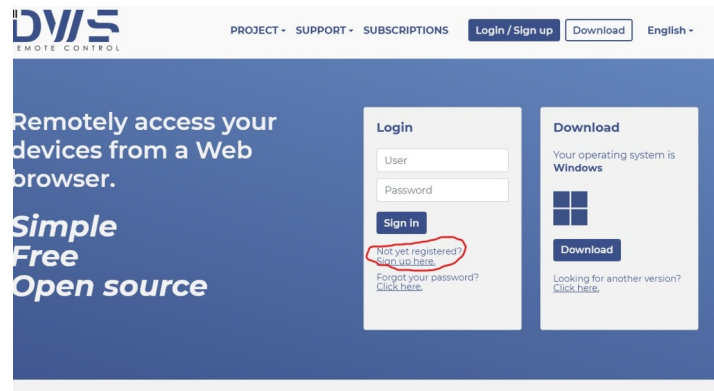 DWS
EMOTE CONTROL
PROJECT SUPPORT SUBSCRIPTIONS Login / Sign up Download English
Remotely access your
devices from a Web
browser.
Simple
Free
Open source
Login
User
Password
Sign in
Not yet registered?
Sign up here.
Forgot your password?
Click here.
Download
Your operating system is
Windows
Download
Looking for another version?
Click here.